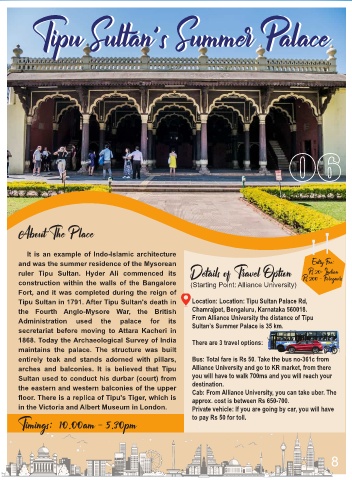 Tipu Sultan's Summer Palace
06
About The Place
It is an example of Indo-Islamic architecture
and was the summer residence of the Mysorean
ruler Tipu Sultan. Hyder Ali commenced its
construction within the walls of the Bangalore
Fort, and it was completed during the reign of
Tipu Sultan in 1791. After Tipu Sultan's death in
the Fourth Anglo-Mysore War, the British
Administration used the palace for its
secretariat before moving to Attara Kacheri in
1868. Today the Archaeological Survey of India
maintains the palace. The structure was built
entirely teak and stands adorned with pillars,
arches and balconies. It is believed that Tipu
Sultan used to conduct his durbar (court) from
the eastern and western balconies of the upper
floor. There is a replica of Tipu's Tiger, which is
in the Victoria and Albert Museum in London.
Timings: 10.00am - 5.30pm
Entry Fee:
Rs.20- Indian
Rs.200-
Details of Travel Option
(Starting Point: Alliance University)
Location: Location: Tipu Sultan Palace Rd,
Chamrajpet, Bengaluru, Karnataka 560018.
From Alliance University the distance of Tipu
Sultan's Summer Palace is 35 km.
There are 3 travel options:
Bus: Total fare is Rs 50. Take the bus no-361c from
Alliance University and go to KR market, from there
you will have to walk 700ms and you will reach your
destination.
Cab: From Alliance University, you can take uber. The
approx. cost is between Rs 650-700.
Private vehicle: If you are going by car, you will have
to pay Rs 50 for toll.
8